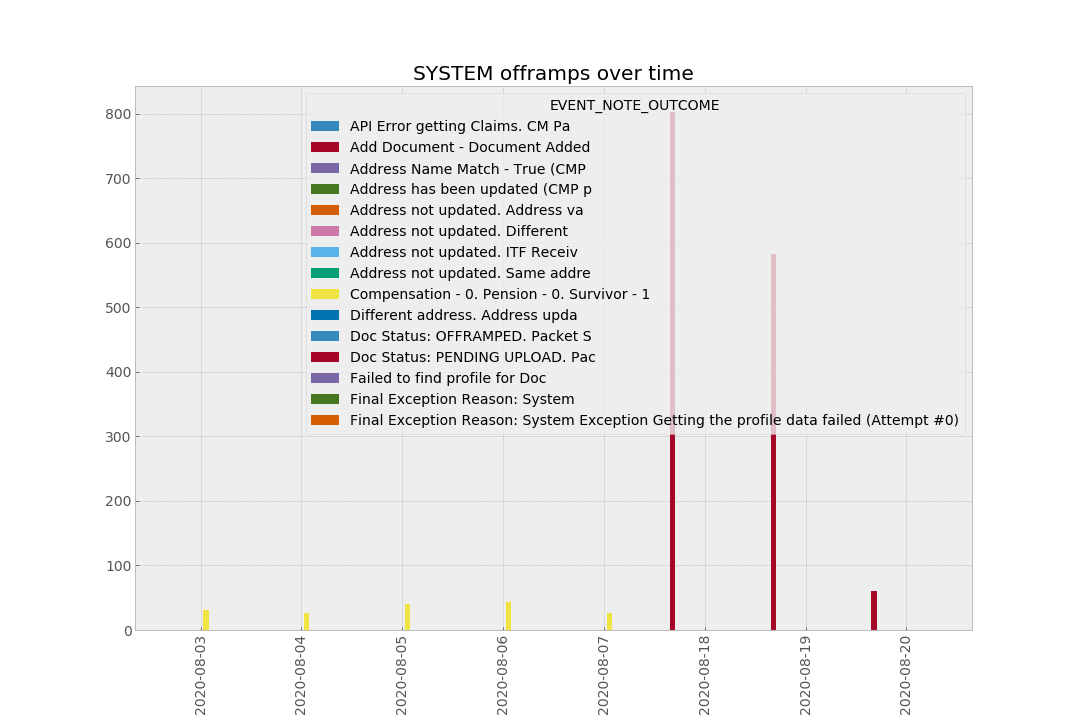 SYSTEM offramps over time
EVENT_NOTE_OUTCOME
API Error getting Claims. CM Pa
Add Document - Document Added
Address Name Match - True (CMP
Address has been updated (CMP p
Address not updated. Address va
Address not updated. Different
Address not updated. ITF Receiv
Address not updated. Same addre
Compensation - 0. Pension - 0. Survivor - 1
Different address. Address upda
Doc Status: OFFRAMPED. Packet S
Doc Status: PENDING UPLOAD. Pac
Failed to find profile for Doc
Final Exception Reason: System
Final Exception Reason: System Exception Getting the profile data failed (Attempt #0)
800
700
600
500
400
300
200
100
0
2020-08-03
2020-08-04
2020-08-05
2020-08-06
2020-08-07
2020-08-18
2020-08-19
2020-08-20